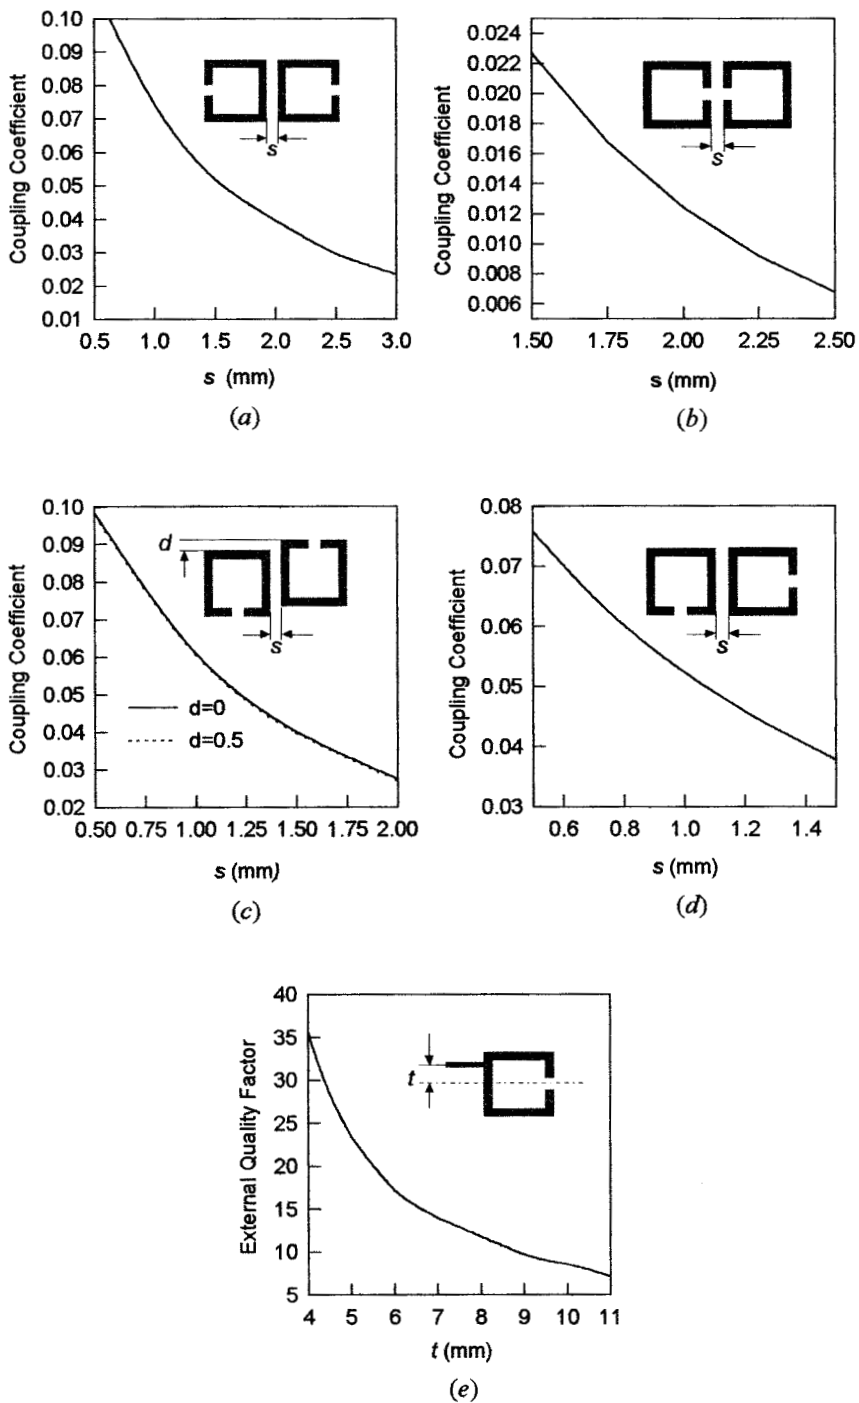 0.10
0.09
0.08
0.07
0.06
0.05
0.04
0.03
0.02
0.01
Coupling Coefficient
s
0.5 1.0 1.5 2.0 2.5 3.0
s (mm)
(a)
0.024
0.022
0.020
0.018
0.016
0.014
0.012
0.010
0.008
0.006
Coupling Coefficient
s
1.50 1.75 2.00 2.25 2.50
s (mm)
(b)
0.10
0.09
0.08
0.07
0.06
0.05
0.04
0.03
0.02
Coupling Coefficient
d
s
d=0
d=0.5
0.50 0.75 1.00 1.25 1.50 1.75 2.00
s (mm)
(c)
0.08
0.07
0.06
0.05
0.04
0.03
Coupling Coefficient
s
0.6 0.8 1.0 1.2 1.4
s (mm)
(d)
40
35
30
25
20
15
10
5
External Quality Factor
t
4 5 6 7 8 9 10 11
t (mm)
(e)